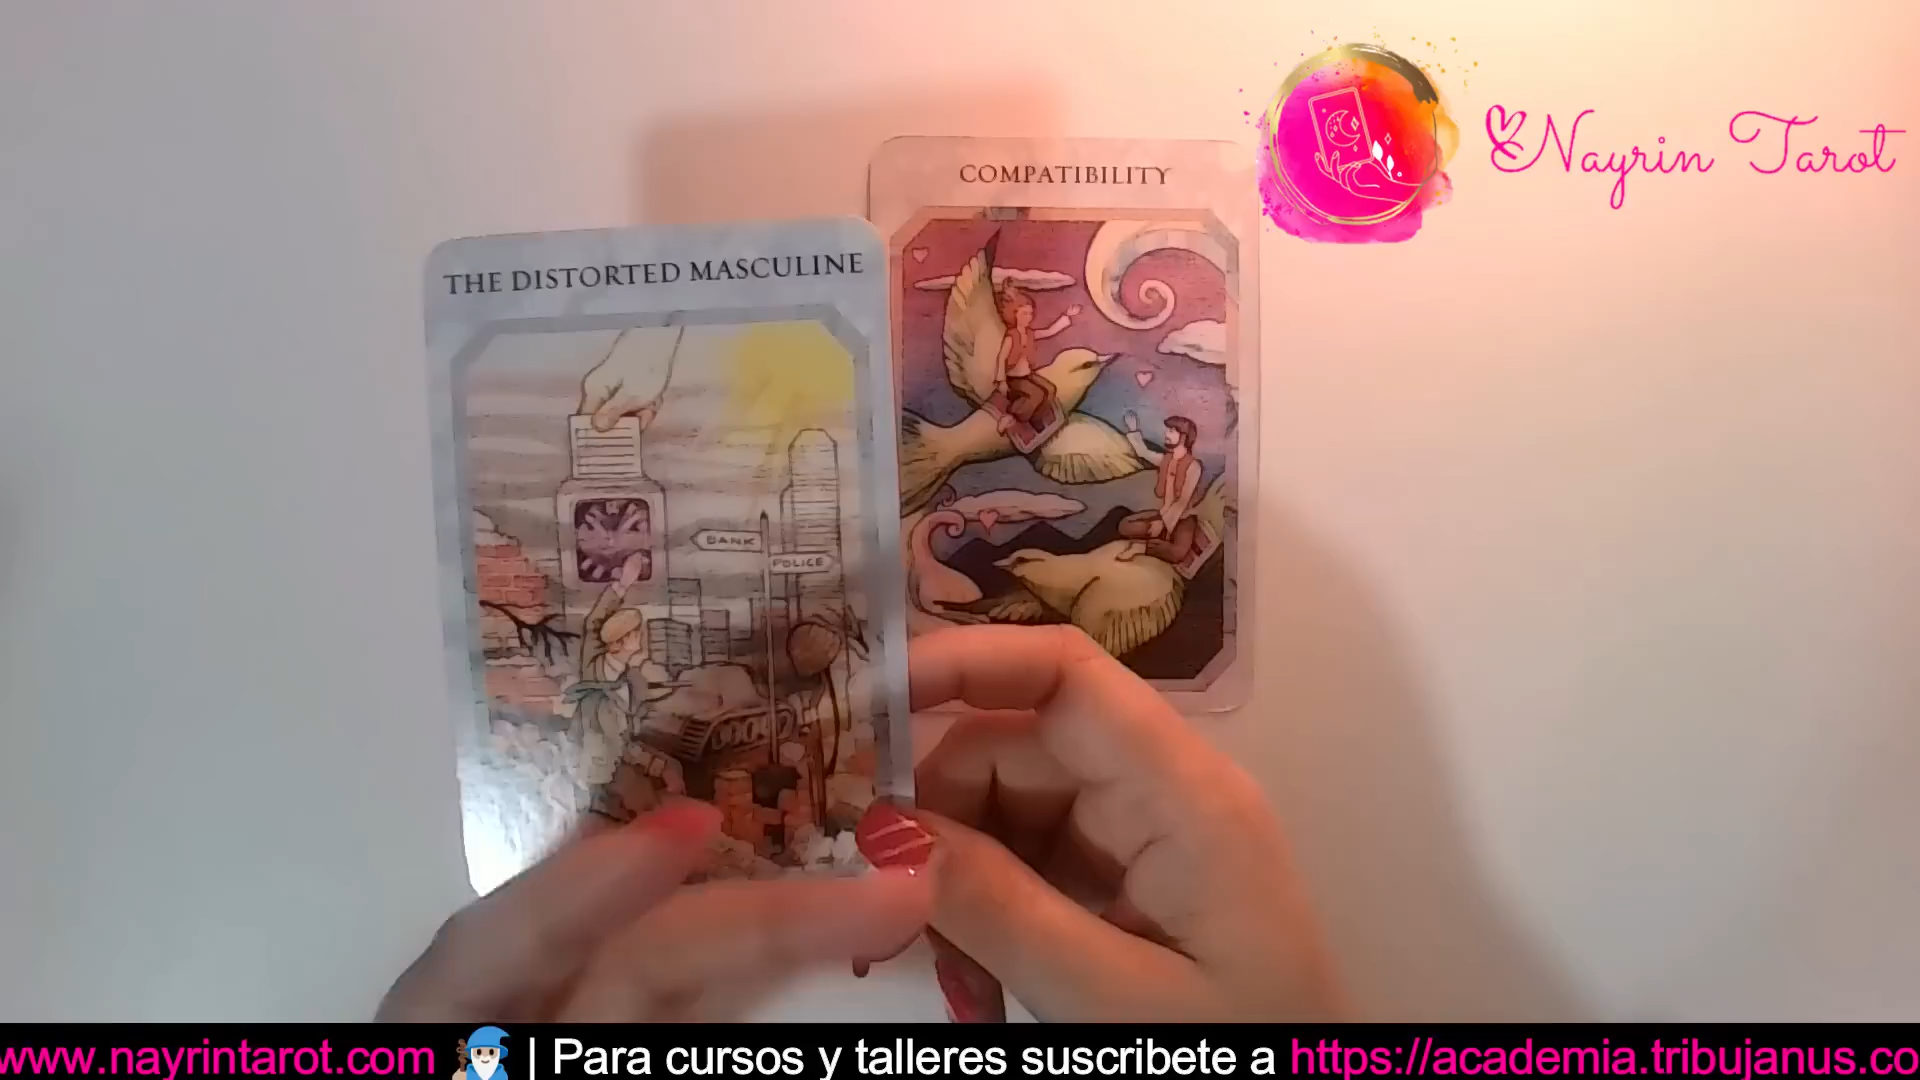 Nayrin Tarot
COMPATIBILITY
THE DISTORTED MASCULINE
BANK
POLICE
www.nayrintarot.com | Para cursos y talleres suscribete a https://academia.tribujanus.co